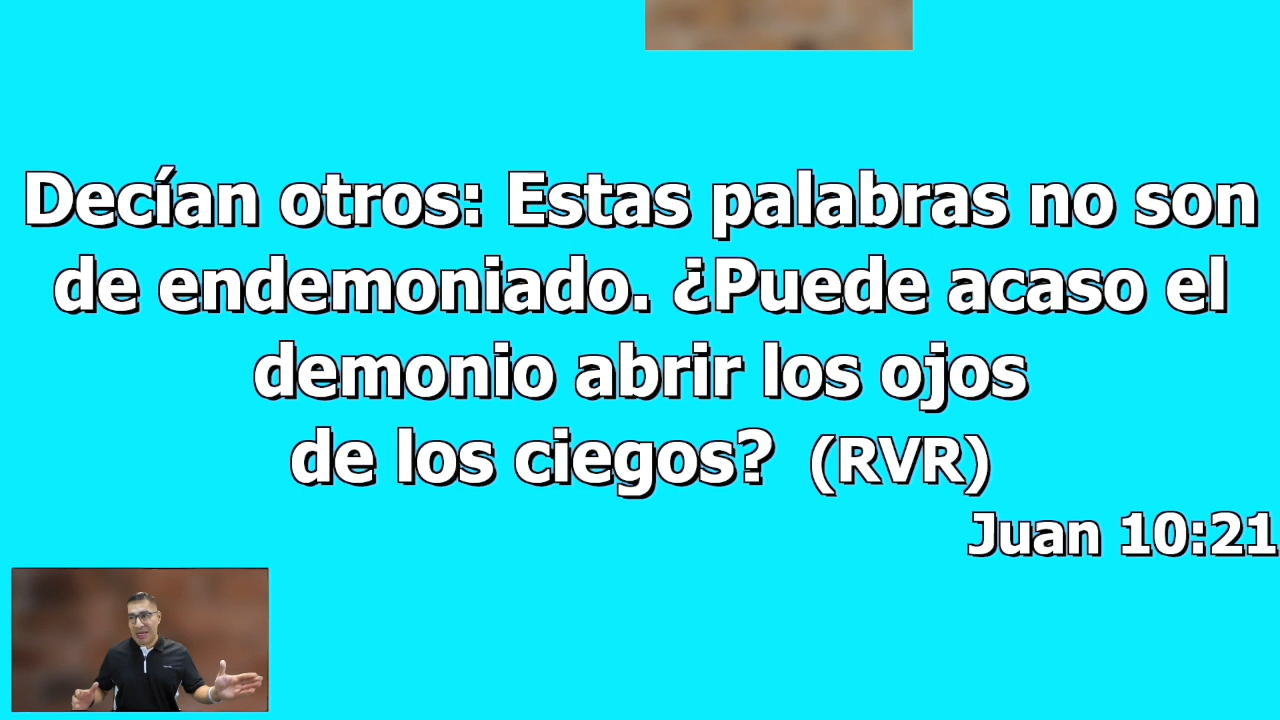 Decían otros: Estas palabras no son
de endemoniado. ¿Puede acaso el
demonio abrir los ojos
de los ciegos? (RVR)
Juan 10:21